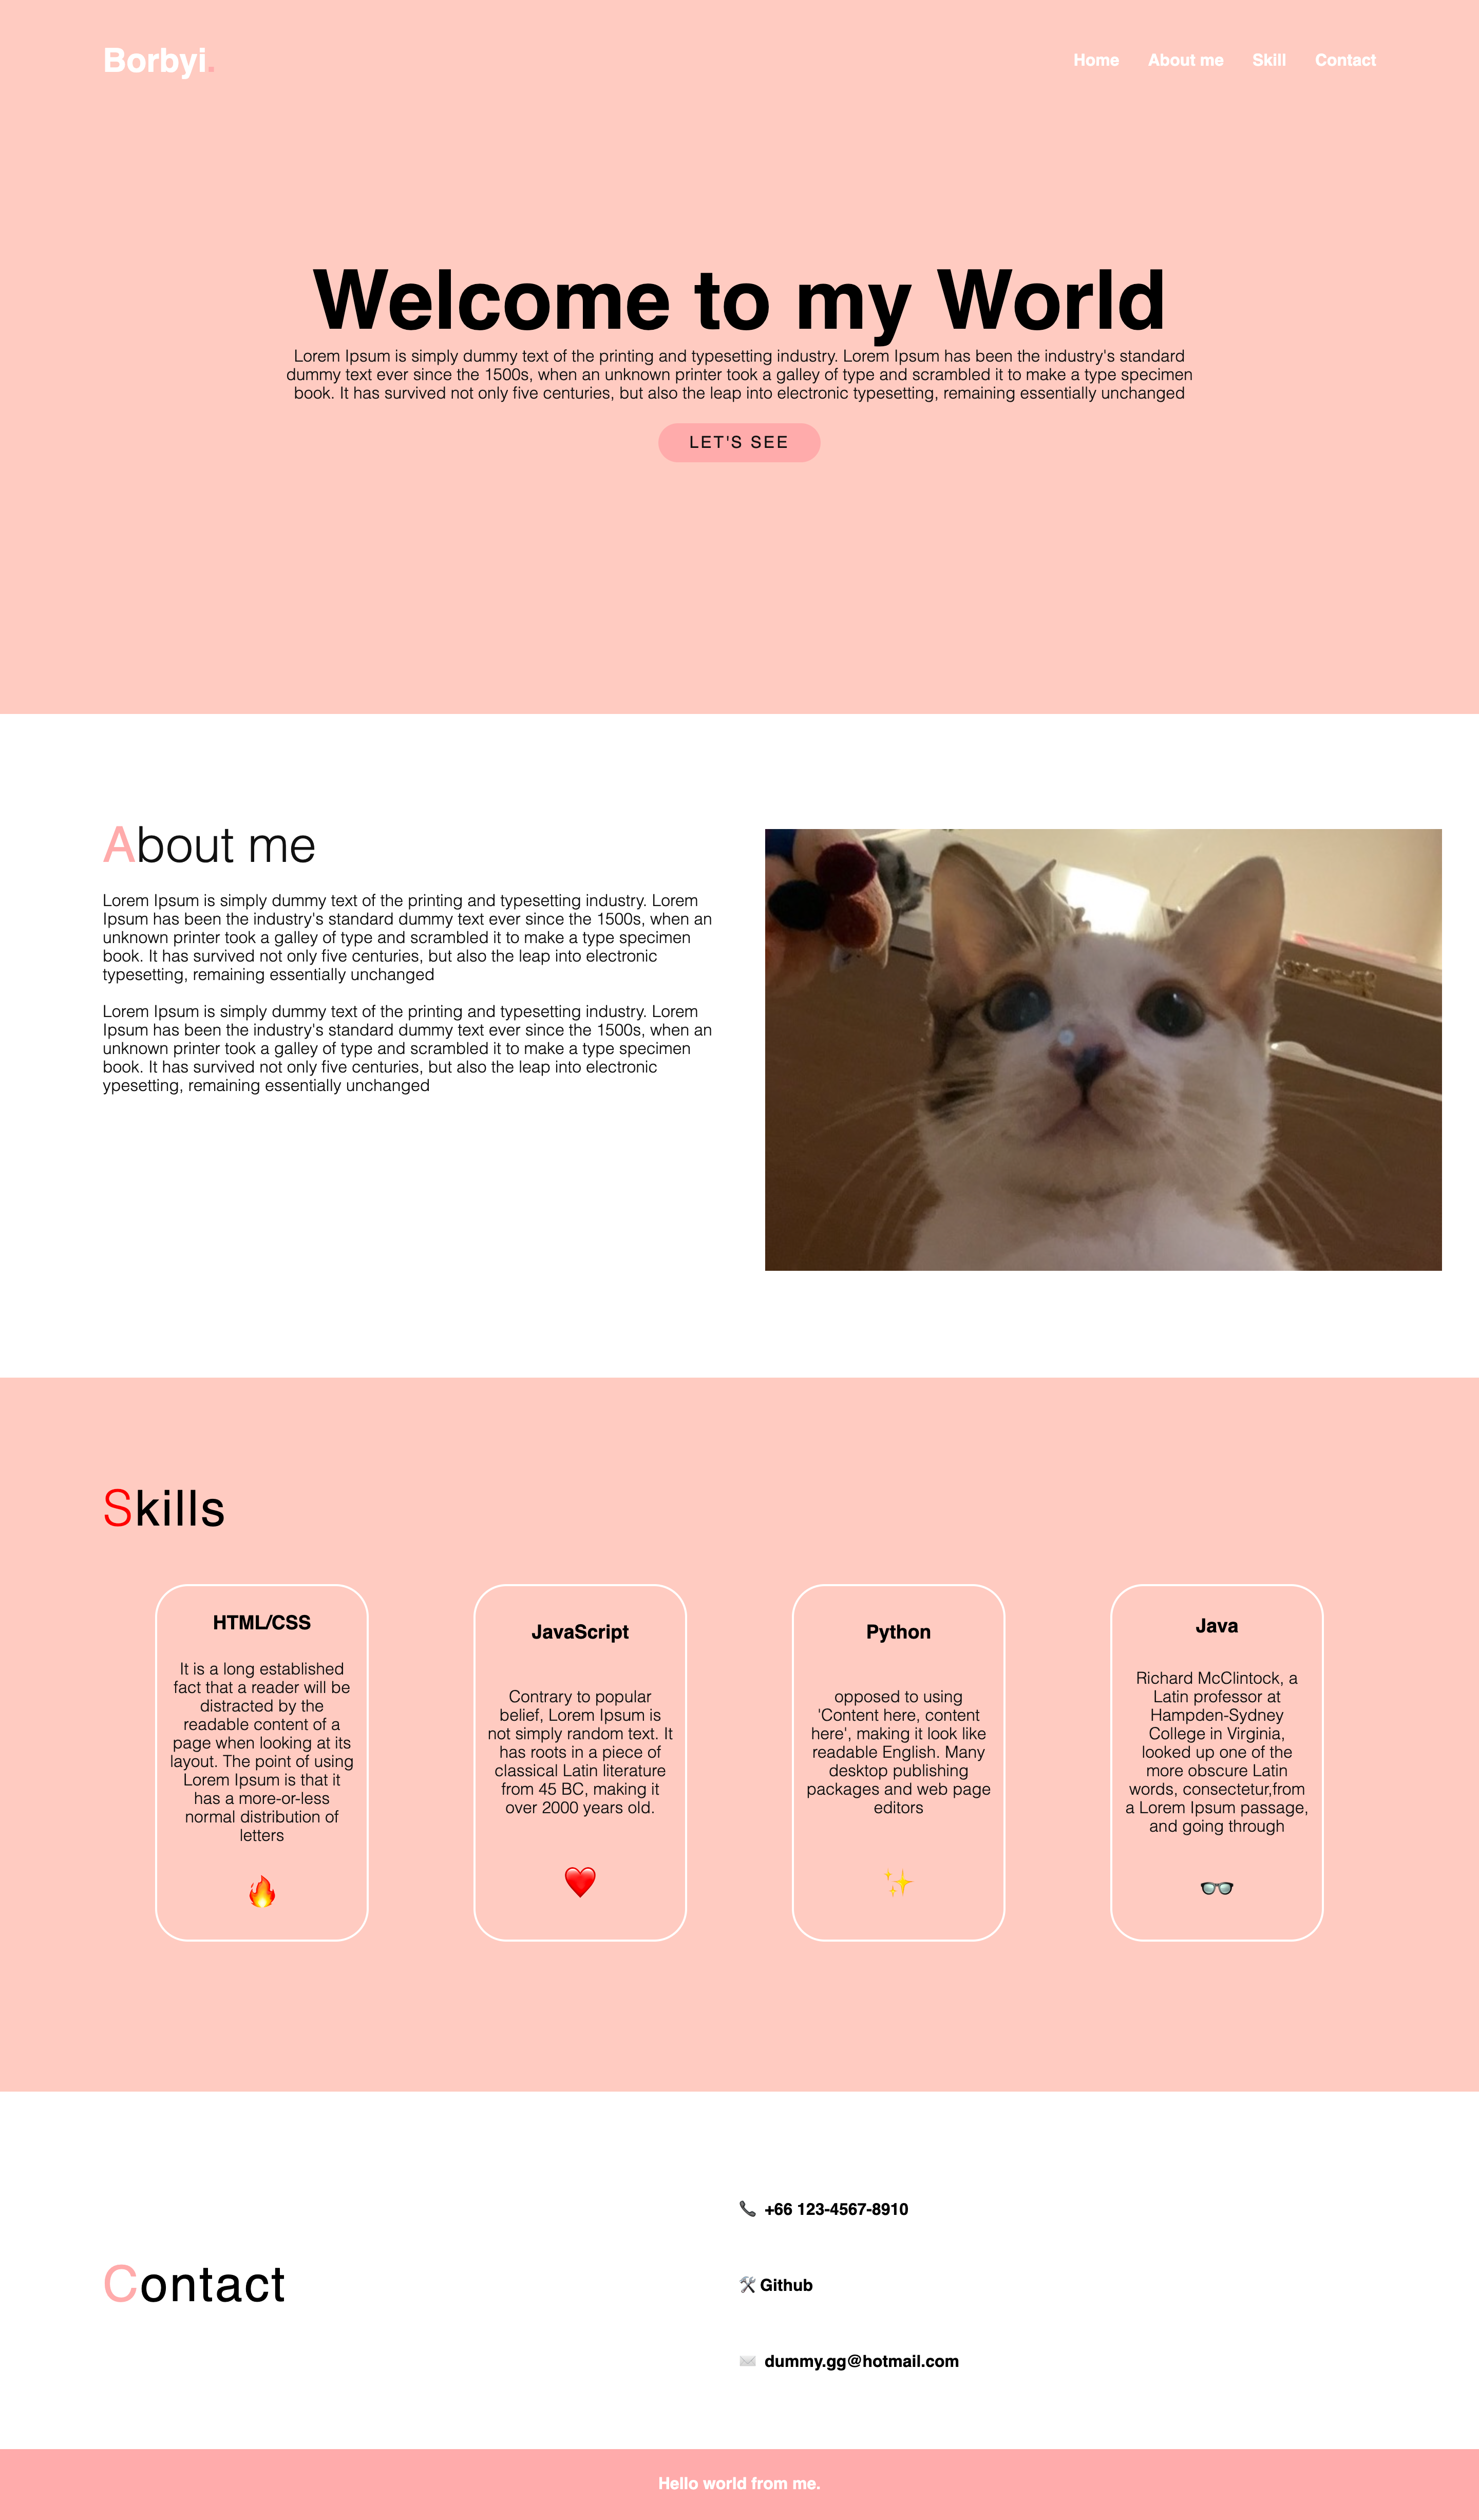 Borbyi.
Home About me Skill Contact
Welcome to my World
Lorem Ipsum is simply dummy text of the printing and typesetting industry. Lorem Ipsum has been the industry's standard
dummy text ever since the 1500s, when an unknown printer took a galley of type and scrambled it to make a type specimen
book. It has survived not only five centuries, but also the leap into electronic typesetting, remaining essentially unchanged
LET'S SEE
About me
Lorem Ipsum is simply dummy text of the printing and typesetting industry. Lorem
Ipsum has been the industry's standard dummy text ever since the 1500s, when an
unknown printer took a galley of type and scrambled it to make a type specimen
book. It has survived not only five centuries, but also the leap into electronic
typesetting, remaining essentially unchanged
Lorem Ipsum is simply dummy text of the printing and typesetting industry. Lorem
Ipsum has been the industry's standard dummy text ever since the 1500s, when an
unknown printer took a galley of type and scrambled it to make a type specimen
book. It has survived not only five centuries, but also the leap into electronic
ypesetting, remaining essentially unchanged
Skills
HTML/CSS
It is a long established
fact that a reader will be
distracted by the
readable content of a
page when looking at its
layout. The point of using
Lorem Ipsum is that it
has a more-or-less
normal distribution of
letters
JavaScript
Contrary to popular
belief, Lorem Ipsum is
not simply random text. It
has roots in a piece of
classical Latin literature
from 45 BC, making it
over 2000 years old.
Python
opposed to using
'Content here, content
here', making it look like
readable English. Many
desktop publishing
packages and web page
editors
Java
Richard McClintock, a
Latin professor at
Hampden-Sydney
College in Virginia,
looked up one of the
more obscure Latin
words, consectetur,from
a Lorem Ipsum passage,
and going through
Contact
+66 123-4567-8910
Github
dummy.gg@hotmail.com
Hello world from me.